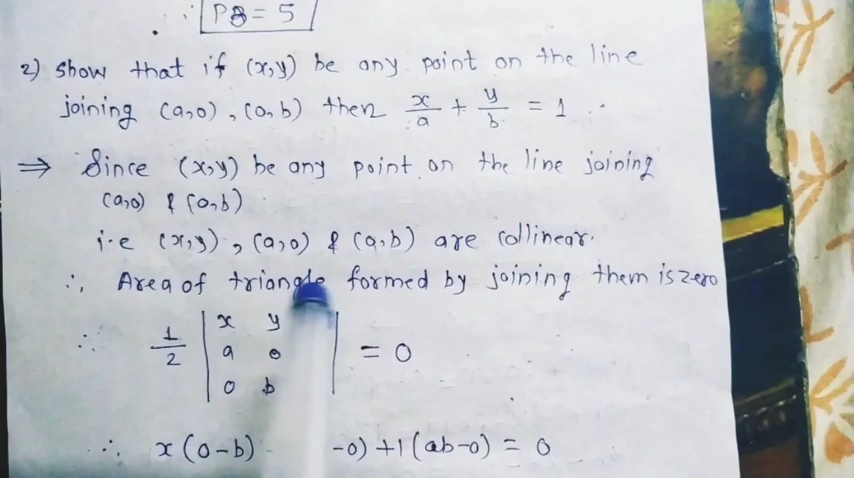 ∴ PB = 5
2) Show that if (x,y) be any point on the line
joining (a,0), (0,b) then x/a + y/b = 1
⇒ Since (x,y) be any point on the line joining
(a,0) & (0,b)
i.e (x,y), (a,0) & (a,b) are collinear.
∴ Area of triangle formed by joining them is zero
∴ 1/2 | x y | = 0
a 0
0 b
∴ x(0-b) -0) +1(ab-0) = 0